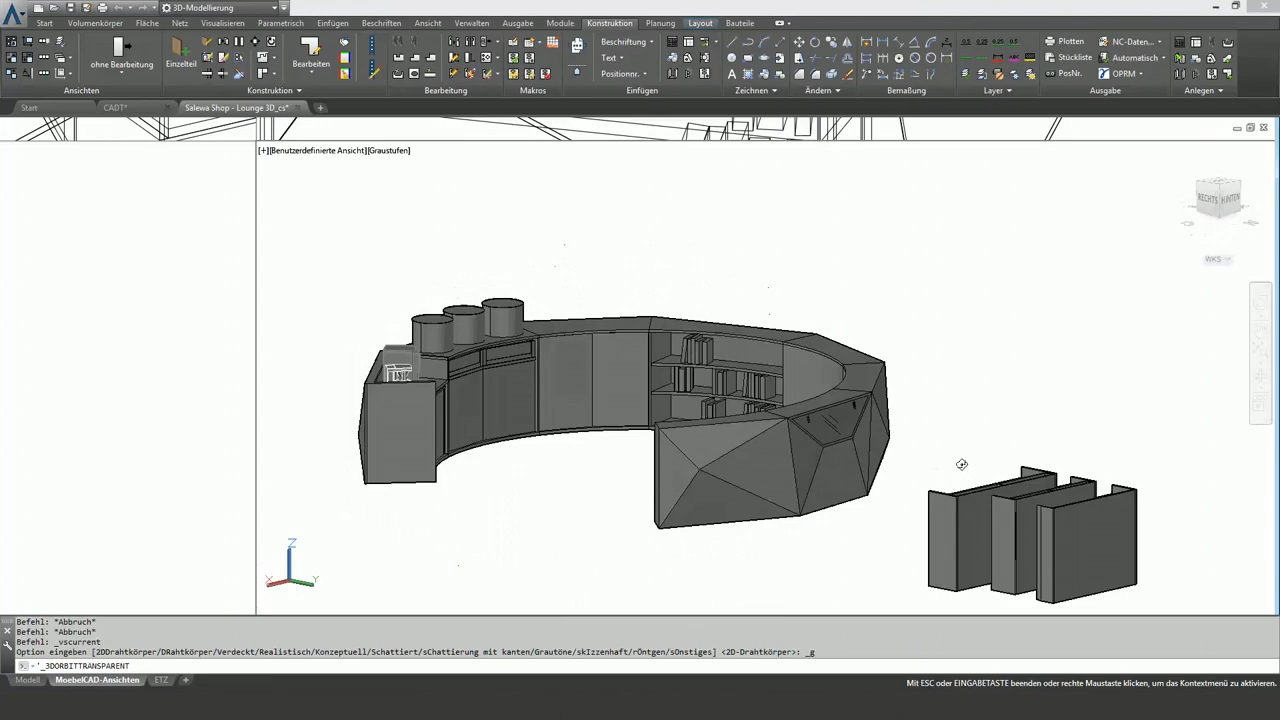 3D-Modellierung
Start Volumenkörper Fläche Netz Visualisieren Parametrisch Einfügen Beschriften Ansicht Verwalten Ausgabe Module Konstruktion Planung Layout Bauteile
ohne Bearbeitung Einzelteil Bearbeiten Beschriftung Text Positionnr. Plotten Stückliste PosNr. NC-Daten... Automatisch OPRM
Ansichten Konstruktion Bearbeitung Makros Einfügen Zeichnen Ändern Bemaßung Layer Ausgabe Anlegen
Start CADT* Salewa Shop - Lounge 3D_cs*
[+][Benutzerdefinierte Ansicht][Graustufen]
RECHTS HINTEN
WKS
Z
X Y
Befehl: *Abbruch*
Befehl: *Abbruch*
Befehl: _vscurrent
Option eingeben [2DDrahtkörper/DRahtkörper/Verdeckt/Realistisch/Konzeptuell/Schattiert/sChattierung mit kanten/Grautöne/skIzzenhaft/rÖntgen/sOnstiges] <2D-Drahtkörper>: _g
'_3DORBITTRANSPARENT
Modell MoebelCAD-Ansichten ETZ
Mit ESC oder EINGABETASTE beenden oder rechte Maustaste klicken, um das Kontextmenü zu aktivieren.